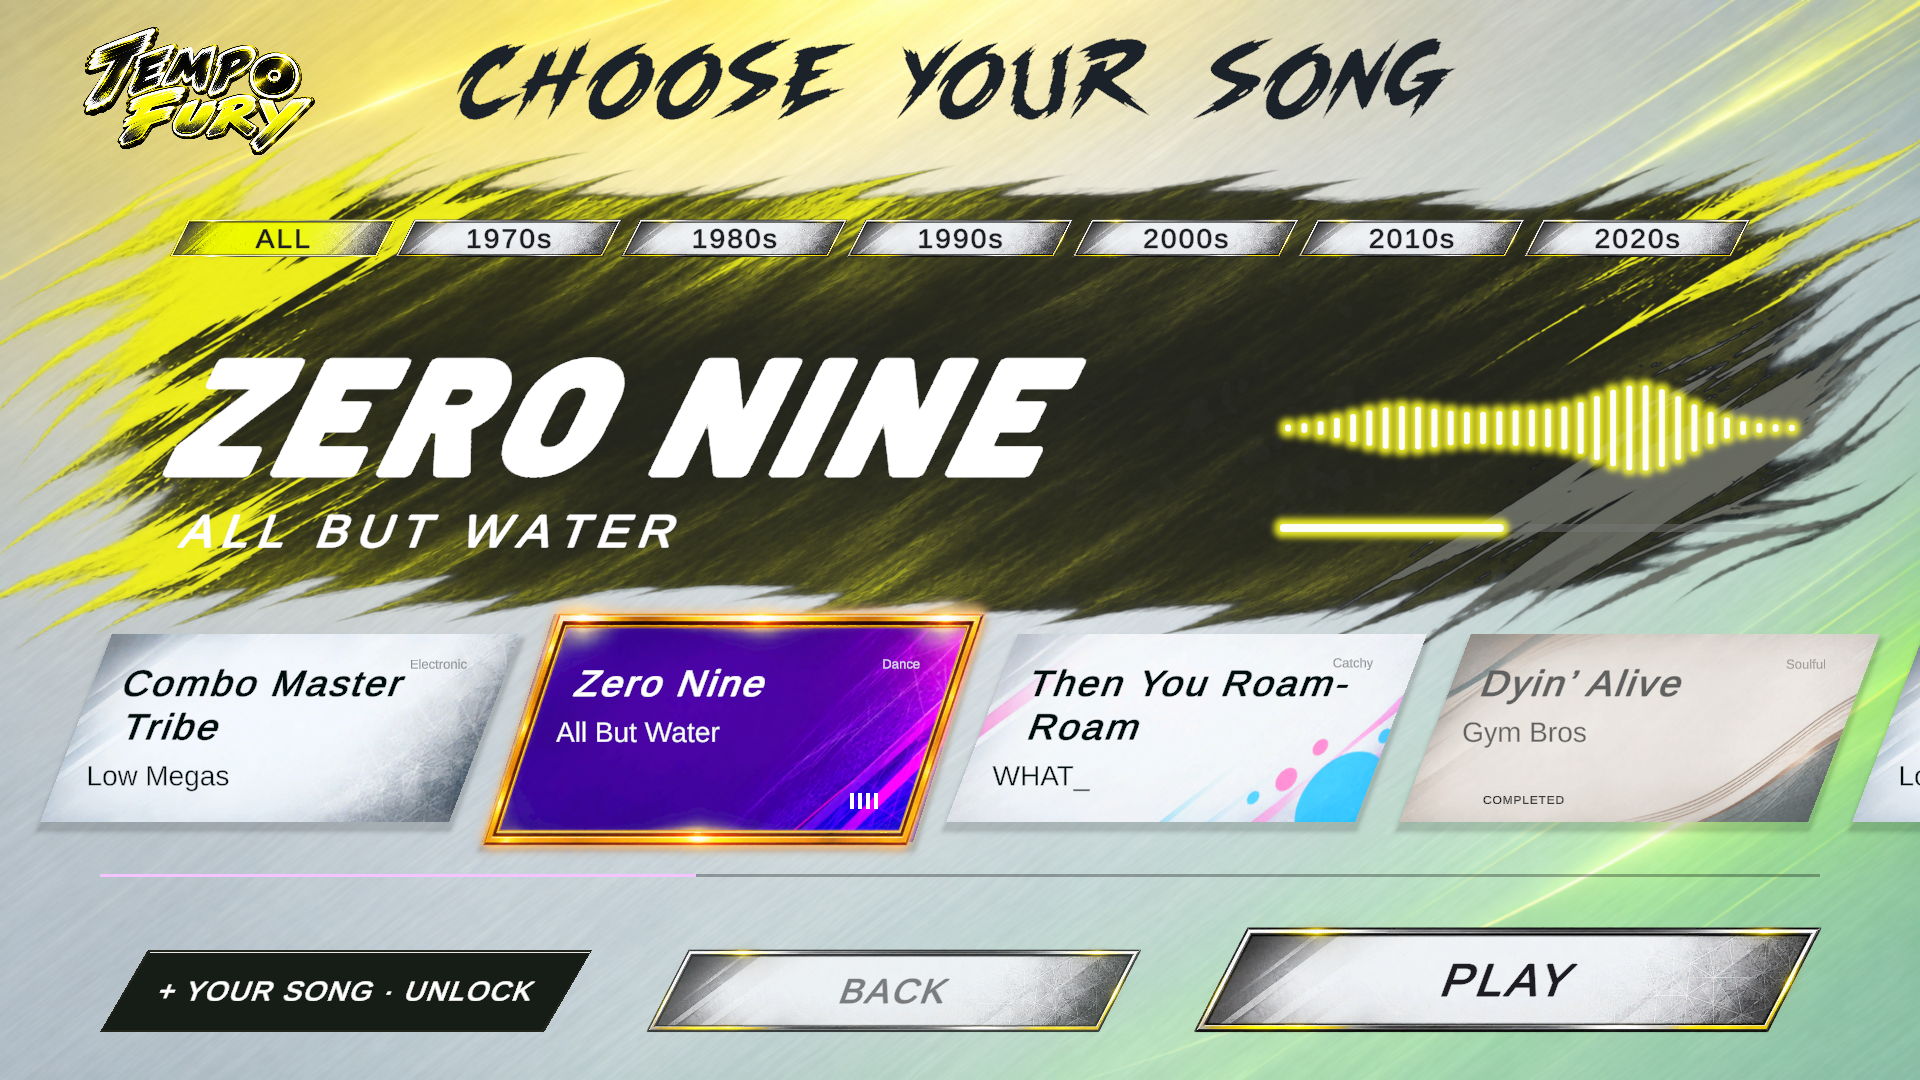 TEMPO
FURY
CHOOSE YOUR SONG
ALL
1970s
1980s
1990s
2000s
2010s
2020s
ZERO NINE
ALL BUT WATER
Electronic
Combo Master
Tribe
Low Megas
Dance
Zero Nine
All But Water
Catchy
Then You Roam-
Roam
WHAT_
Soulful
Dyin’ Alive
Gym Bros
COMPLETED
+ YOUR SONG · UNLOCK
BACK
PLAY